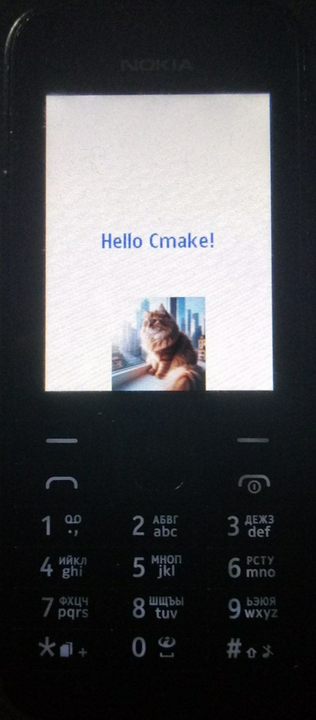 NOKIA
Hello Cmake!
1 .,
2 АБВГ abc
3 ДЕЖЗ def
4 ИЙКЛ ghi
5 МНОП jkl
6 РСТУ mno
7 ФХЦЧ pqrs
8 ШЩЪЫ tuv
9 ЬЭЮЯ wxyz
* +
0
#